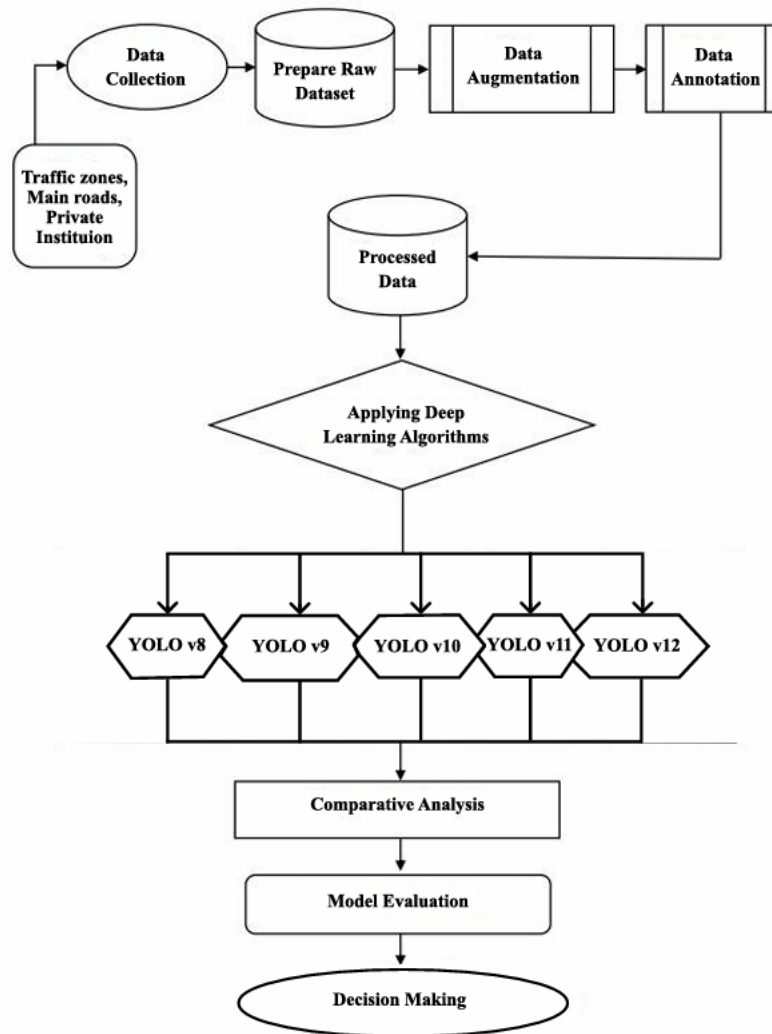 Data
Collection
Prepare Raw
Dataset
Data
Augmentation
Data
Annotation
Traffic zones,
Main roads,
Private
Instituion
Processed
Data
Applying Deep
Learning Algorithms
YOLO v8
YOLO v9
YOLO v10
YOLO v11
YOLO v12
Comparative Analysis
Model Evaluation
Decision Making